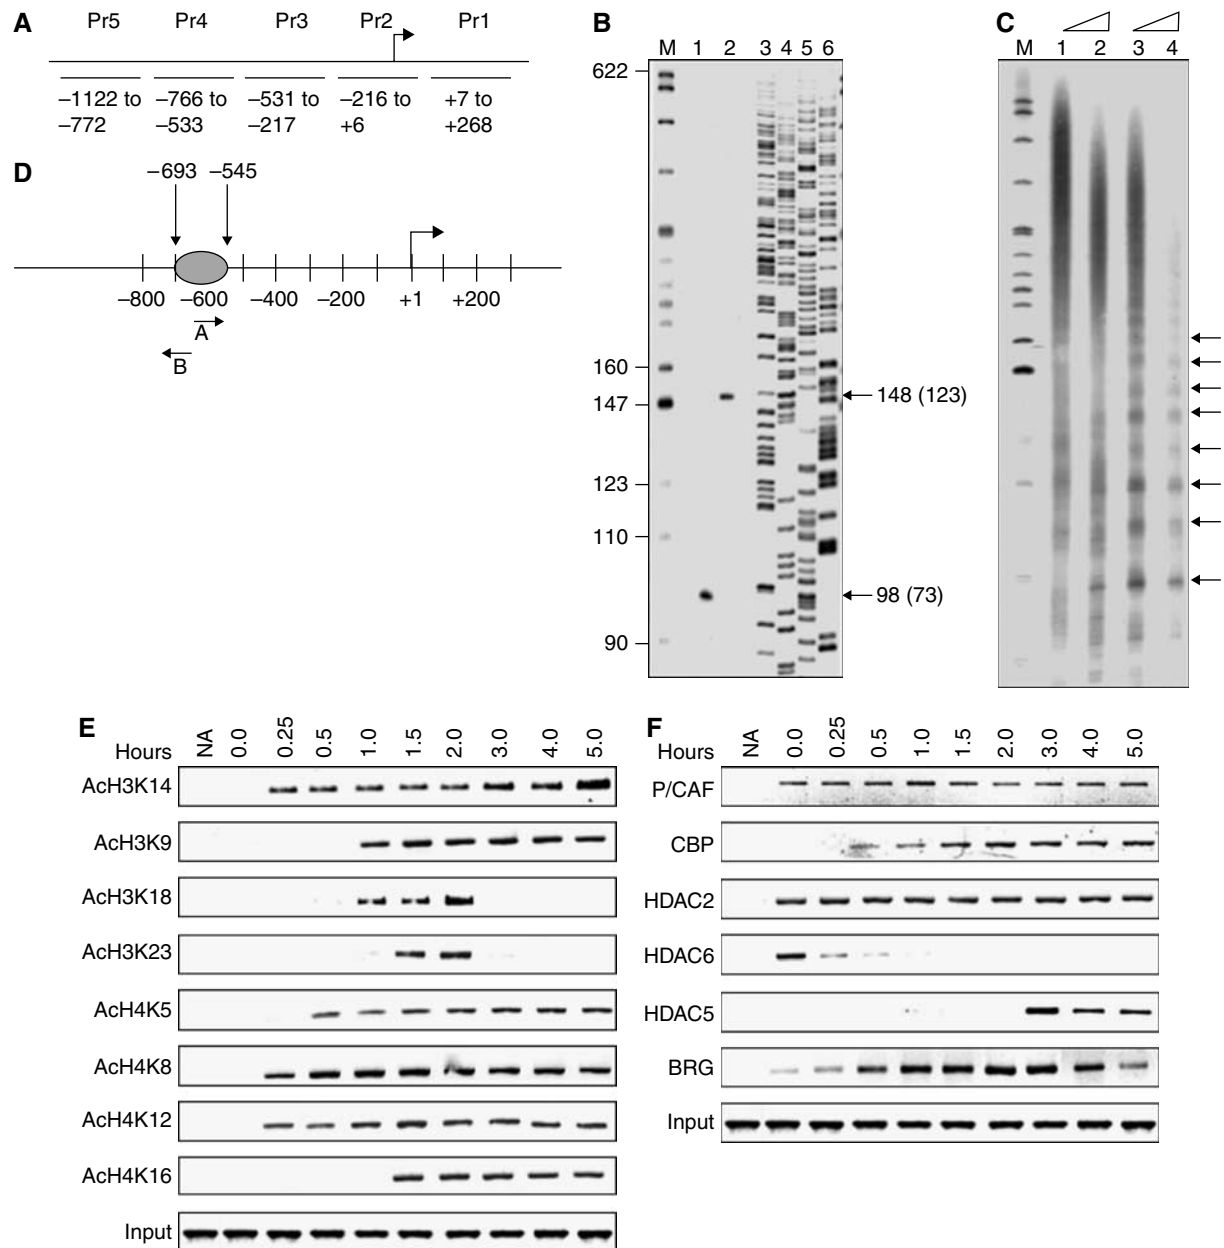 A
Pr5 Pr4 Pr3 Pr2 Pr1
–1122 to –766 to –531 to –216 to +7 to
–772 –533 –217 +6 +268
D
–693 –545
–800 –600 –400 –200 +1 +200
A
B
B
M 1 2 3 4 5 6
622
160
147
123
110
90
148 (123)
98 (73)
C
M 1 2 3 4
E
Hours NA 0.0 0.25 0.5 1.0 1.5 2.0 3.0 4.0 5.0
AcH3K14
AcH3K9
AcH3K18
AcH3K23
AcH4K5
AcH4K8
AcH4K12
AcH4K16
Input
F
Hours NA 0.0 0.25 0.5 1.0 1.5 2.0 3.0 4.0 5.0
P/CAF
CBP
HDAC2
HDAC6
HDAC5
BRG
Input